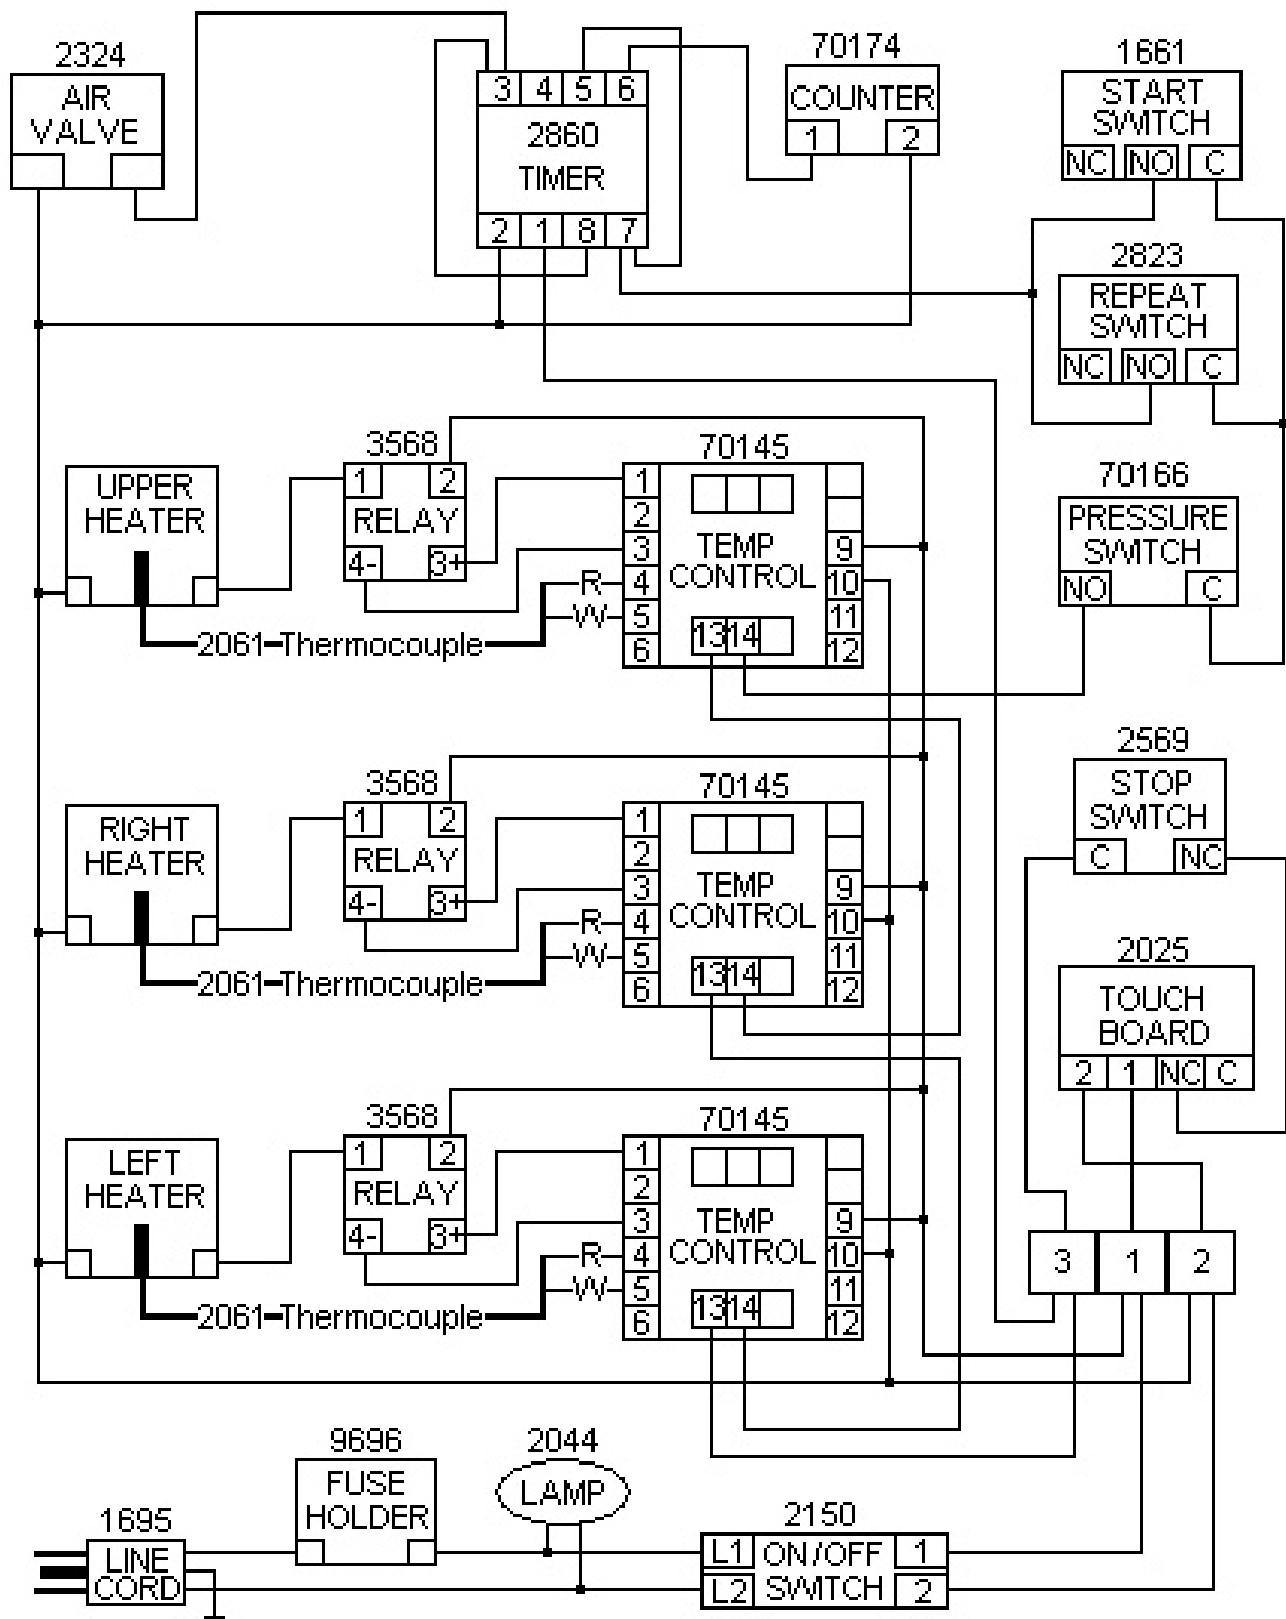 2324
AIR
VALVE
3 4 5 6
2860
TIMER
2 1 8 7
70174
COUNTER
1 2
1661
START
SWITCH
NC NO C
2823
REPEAT
SWITCH
NC NO C
UPPER
HEATER
3568
1 2
RELAY
4- 3+
70145
1
2
3 TEMP 9
CONTROL
4 10
5 11
13 14
6 12
R
W
2061 Thermocouple
70166
PRESSURE
SWITCH
NO C
2569
STOP
SWITCH
C NC
RIGHT
HEATER
3568
1 2
RELAY
4- 3+
70145
1
2
3 TEMP 9
CONTROL
4 10
5 11
13 14
6 12
R
W
2061 Thermocouple
2025
TOUCH
BOARD
2 1 NC C
LEFT
HEATER
3568
1 2
RELAY
4- 3+
70145
1
2
3 TEMP 9
CONTROL
4 10
5 11
13 14
6 12
R
W
2061 Thermocouple
3 1 2
9696
FUSE
HOLDER
2044
LAMP
1695
LINE
CORD
2150
L1 ON/OFF 1
L2 SWITCH 2